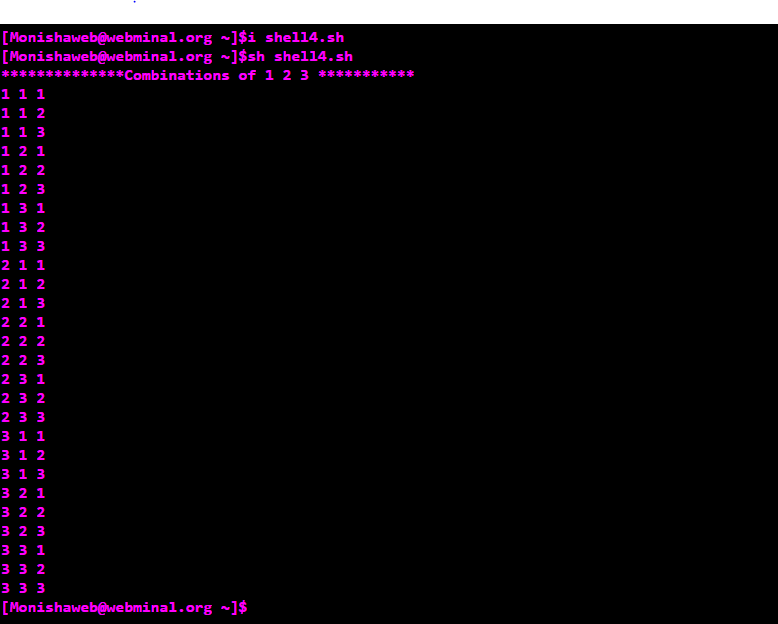 [Monishaweb@webminal.org ~]$i shell4.sh
[Monishaweb@webminal.org ~]$sh shell4.sh
**************Combinations of 1 2 3 ***********
1 1 1
1 1 2
1 1 3
1 2 1
1 2 2
1 2 3
1 3 1
1 3 2
1 3 3
2 1 1
2 1 2
2 1 3
2 2 1
2 2 2
2 2 3
2 3 1
2 3 2
2 3 3
3 1 1
3 1 2
3 1 3
3 2 1
3 2 2
3 2 3
3 3 1
3 3 2
3 3 3
[Monishaweb@webminal.org ~]$